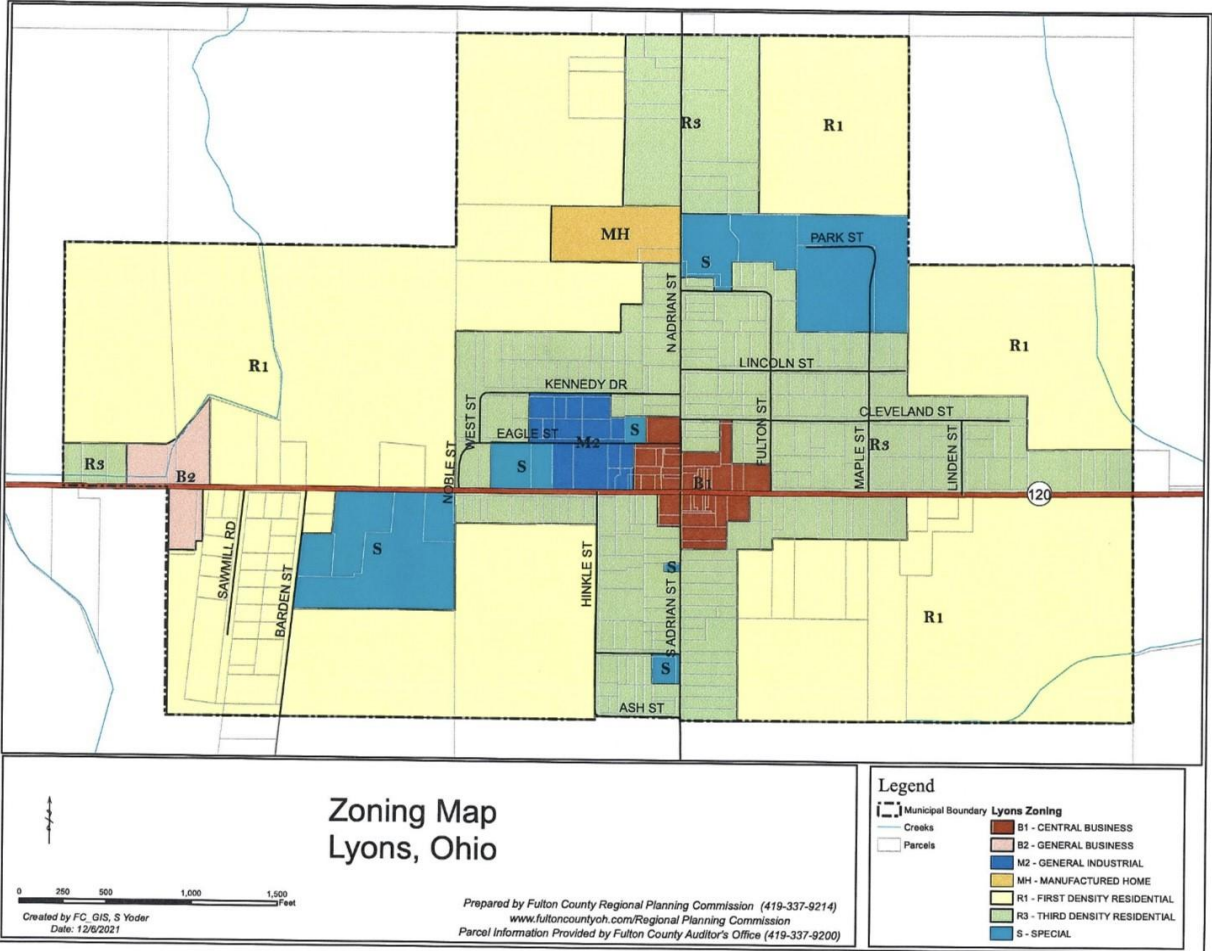 R3
R1
MH
PARK ST
S
N ADRIAN ST
R1
R1
LINCOLN ST
KENNEDY DR
WEST ST
CLEVELAND ST
FULTON ST
S
EAGLE ST
M2
MAPLE ST
R3
LINDEN ST
NOBLE ST
S
R3
B2
B1
120
SAWMILL RD
BARDEN ST
S
HINKLE ST
S
S ADRIAN ST
R1
S
ASH ST
Zoning Map
Lyons, Ohio
0 250 500 1,000 1,500
Feet
Created by FC_GIS, S Yoder
Date: 12/6/2021
Prepared by Fulton County Regional Planning Commission (419-337-9214)
www.fultoncountyoh.com/Regional Planning Commission
Parcel Information Provided by Fulton County Auditor's Office (419-337-9200)
Legend
Municipal Boundary
Creeks
Parcels
Lyons Zoning
B1 - CENTRAL BUSINESS
B2 - GENERAL BUSINESS
M2 - GENERAL INDUSTRIAL
MH - MANUFACTURED HOME
R1 - FIRST DENSITY RESIDENTIAL
R3 - THIRD DENSITY RESIDENTIAL
S - SPECIAL